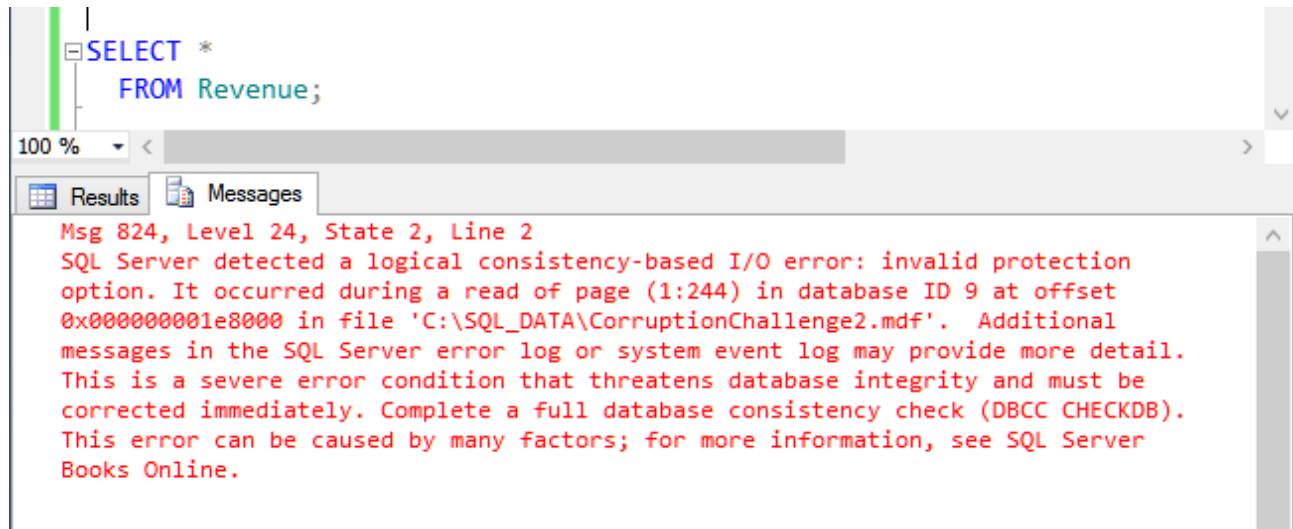 SELECT *
FROM Revenue;
100 %
Results Messages
Msg 824, Level 24, State 2, Line 2
SQL Server detected a logical consistency-based I/O error: invalid protection
option. It occurred during a read of page (1:244) in database ID 9 at offset
0x000000001e8000 in file 'C:\SQL_DATA\CorruptionChallenge2.mdf'.  Additional
messages in the SQL Server error log or system event log may provide more detail.
This is a severe error condition that threatens database integrity and must be
corrected immediately. Complete a full database consistency check (DBCC CHECKDB).
This error can be caused by many factors; for more information, see SQL Server
Books Online.